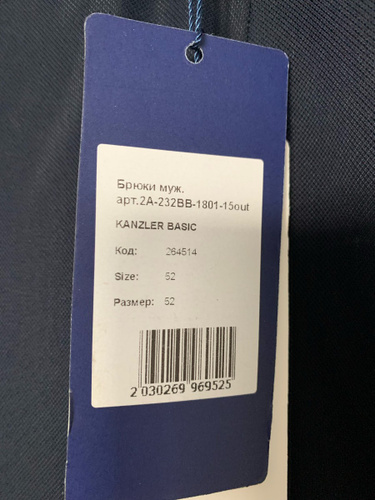 Брюки муж.
арт.2A-232BB-1801-15out
KANZLER BASIC
Код: 264514
Size: 52
Размер: 52
2 030269 969525